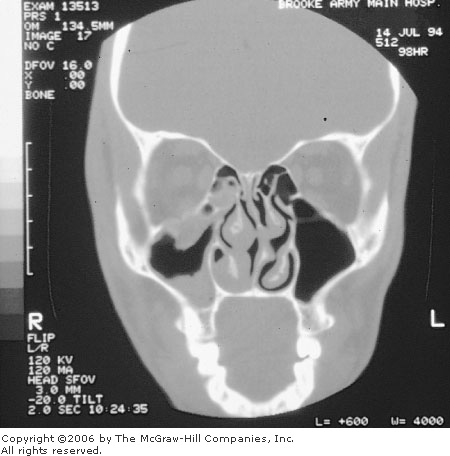 EXAM 13513
PRS 1
OM 134.5MM
IMAGE 17
NO C
DFOV 16.0
X .00
Y .00
BONE
BROOKE ARMY MAIN HOSP.
14 JUL 94
512
98HR
R
L
FLIP
L/R
120 KV
120 MA
HEAD SFOV
3.0 MM
-20.0 TILT
2.0 SEC 10:24:35
L= +600 W= 4000
Copyright ©2006 by The McGraw-Hill Companies, Inc.
All rights reserved.